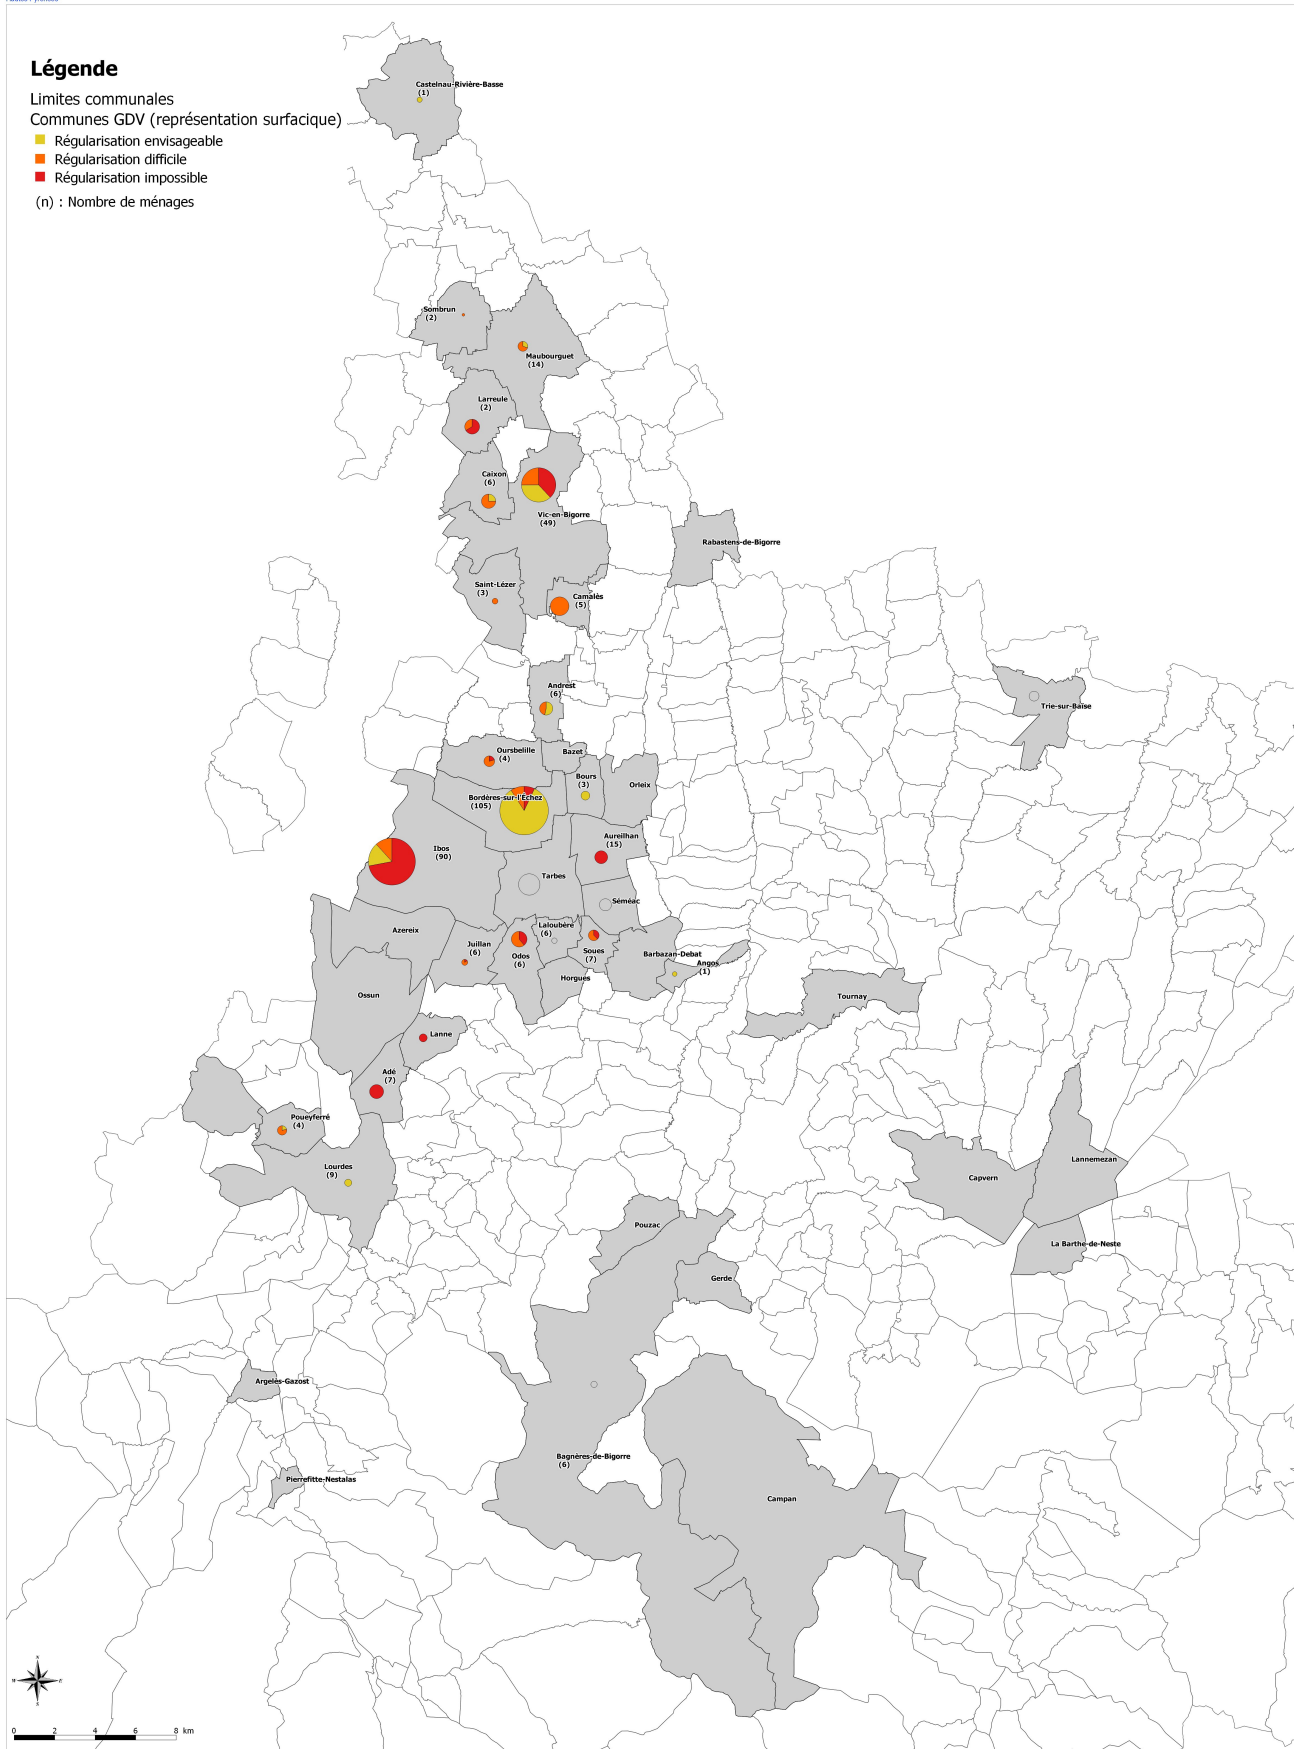 Légende
Limites communales
Communes GDV (représentation surfacique)
Régularisation envisageable
Régularisation difficile
Régularisation impossible
(n) : Nombre de ménages
Castelnau-Rivière-Basse
(1)
Sombrun
(2)
Maubourguet
(14)
Larreule
(2)
Caixon
(6)
Vic-en-Bigorre
(49)
Rabastens-de-Bigorre
Saint-Lézer
(3)
Camalès
(5)
Andrest
(6)
Trie-sur-Baïse
Oursbelille
(4)
Bazet
Bours
(3)
Orleix
Bordères-sur-l'Échez
(105)
Aureilhan
(15)
Ibos
(90)
Tarbes
Séméac
Azereix
Juillan
(6)
Odos
(6)
Laloubère
(6)
Soues
(7)
Barbazan-Debat
Angos
(1)
Horgues
Ossun
Tournay
Lanne
Adé
(7)
Poueyferré
(4)
Lourdes
(9)
Lannemezan
Capvern
La Barthe-de-Neste
Pouzac
Gerde
Argelès-Gazost
Bagnères-de-Bigorre
(6)
Pierrefitte-Nestalas
Campan
N
W
E
S
0 2 4 6 8 km